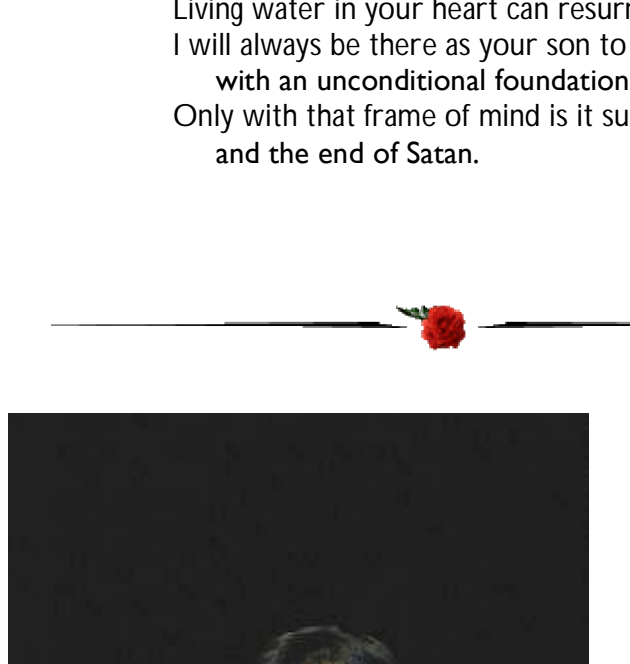 Living water in your heart can
I will always be there as your son to
with an unconditional foundation
Only with that frame of mind is it
and the end of Satan.